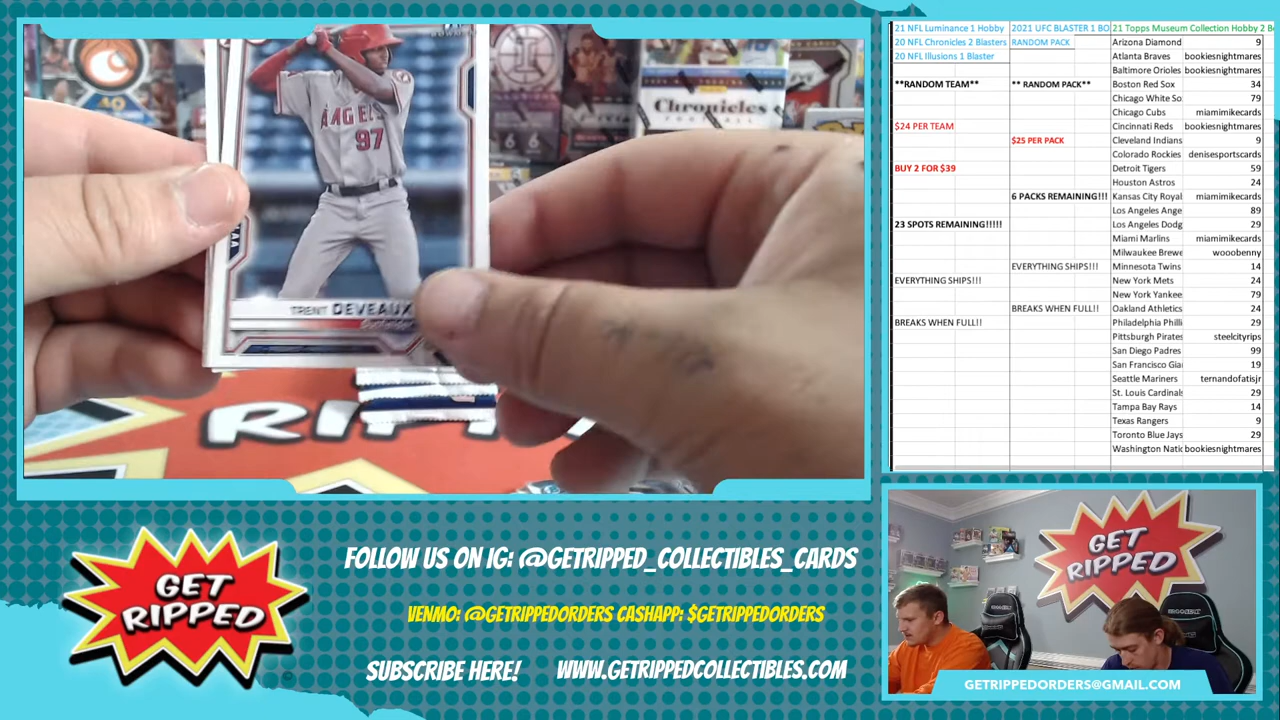 BOWMAN
ANGELS
97
TRENT DEVEAUX
Outfielder
Chronicles
RIPPED
21 NFL Luminance 1 Hobby
20 NFL Chronicles 2 Blasters
20 NFL Illusions 1 Blaster
**RANDOM TEAM**
$24 PER TEAM
BUY 2 FOR $39
23 SPOTS REMAINING!!!!!
EVERYTHING SHIPS!!!
BREAKS WHEN FULL!!
2021 UFC BLASTER 1 BO
RANDOM PACK
** RANDOM PACK**
$25 PER PACK
6 PACKS REMAINING!!!
EVERYTHING SHIPS!!!
BREAKS WHEN FULL!!
21 Topps Museum Collection Hobby 2 B
Arizona Diamond 9
Atlanta Braves bookiesnightmares
Baltimore Orioles bookiesnightmares
Boston Red Sox 34
Chicago White So 79
Chicago Cubs miamimikecards
Cincinnati Reds bookiesnightmares
Cleveland Indians 9
Colorado Rockies denisesportscards
Detroit Tigers 59
Houston Astros 24
Kansas City Royal miamimikecards
Los Angeles Ange 89
Los Angeles Dodg 29
Miami Marlins miamimikecards
Milwaukee Brewe wooobenny
Minnesota Twins 14
New York Mets 24
New York Yankee 79
Oakland Athletics 24
Philadelphia Philli 29
Pittsburgh Pirates steelcityrips
San Diego Padres 99
San Francisco Gia 19
Seattle Mariners ternandofatisjr
St. Louis Cardinals 29
Tampa Bay Rays 14
Texas Rangers 9
Toronto Blue Jays 29
Washington Natic bookiesnightmares
GET
RIPPED
FOLLOW US ON IG: @GETRIPPED_COLLECTIBLES_CARDS
VENMO: @GETRIPPEDORDERS CASHAPP: $GETRIPPEDORDERS
SUBSCRIBE HERE! WWW.GETRIPPEDCOLLECTIBLES.COM
GET
RIPPED
GETRIPPEDORDERS@GMAIL.COM